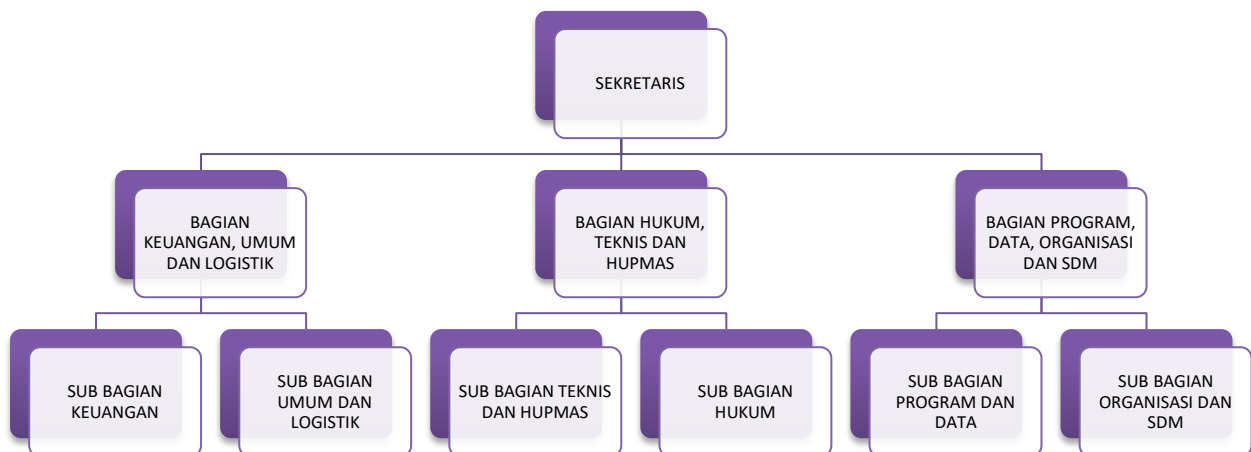 SEKRETARIS
BAGIAN
KEUANGAN, UMUM
DAN LOGISTIK
BAGIAN HUKUM,
TEKNIS DAN
HUPMAS
BAGIAN PROGRAM,
DATA, ORGANISASI
DAN SDM
SUB BAGIAN
KEUANGAN
SUB BAGIAN
UMUM DAN
LOGISTIK
SUB BAGIAN TEKNIS
DAN HUPMAS
SUB BAGIAN
HUKUM
SUB BAGIAN
PROGRAM DAN
DATA
SUB BAGIAN
ORGANISASI DAN
SDM